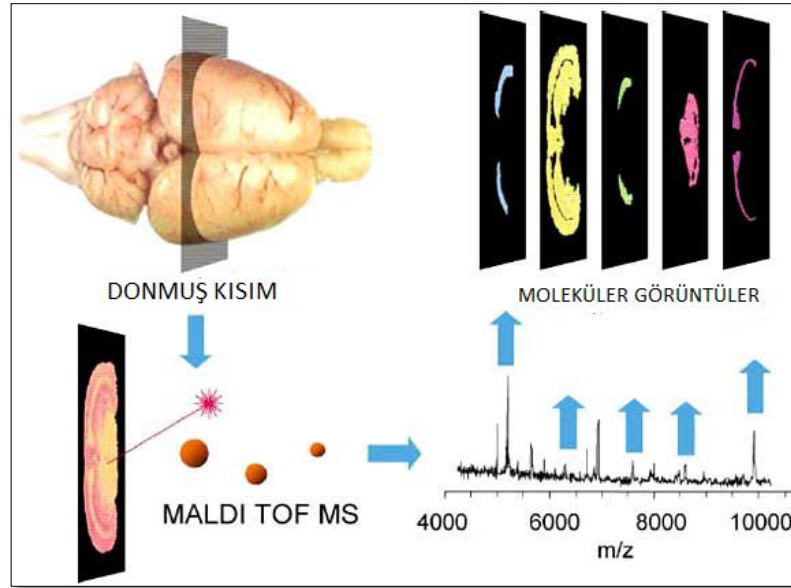 DONMUŞ KISIM
MOLEKÜLER GÖRÜNTÜLER
MALDI TOF MS
4000 6000 8000 10000
m/z